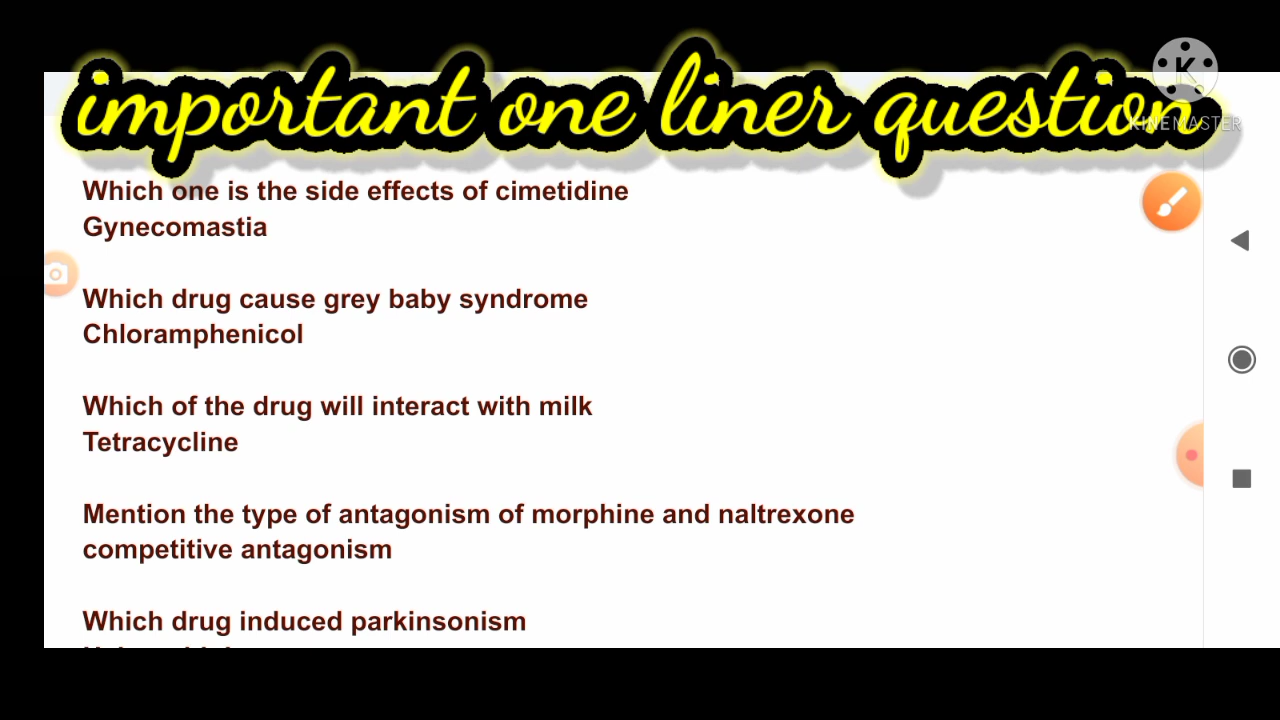 important one liner question
KINEMASTER
Which one is the side effects of cimetidine
Gynecomastia
Which drug cause grey baby syndrome
Chloramphenicol
Which of the drug will interact with milk
Tetracycline
Mention the type of antagonism of morphine and naltrexone
competitive antagonism
Which drug induced parkinsonism